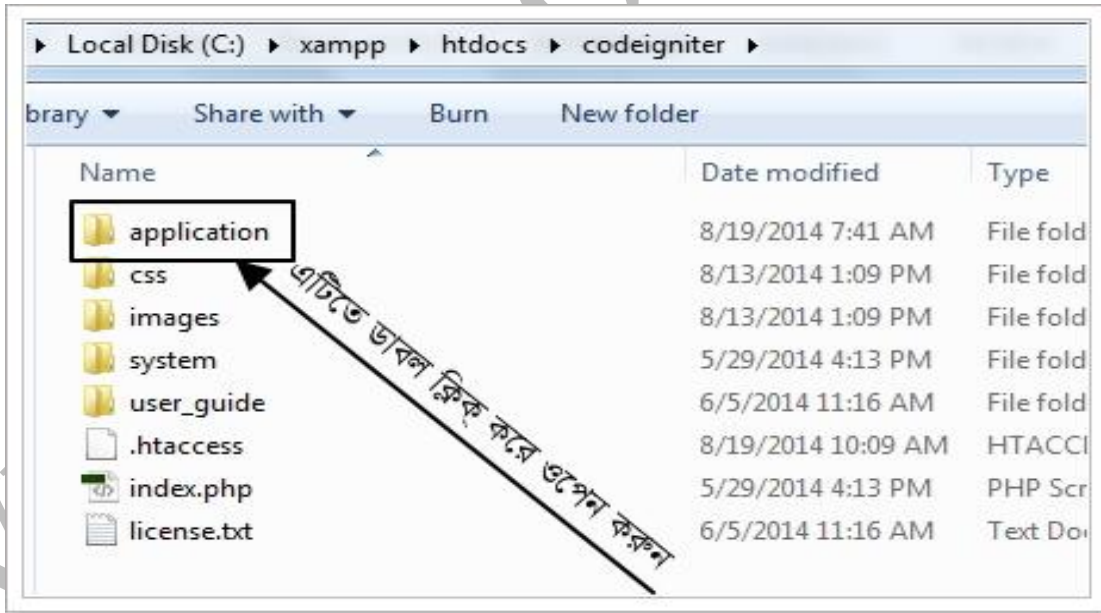 Local Disk (C:) ▸ xampp ▸ htdocs ▸ codeigniter ▸
brary Share with Burn New folder
Name Date modified Type
application 8/19/2014 7:41 AM File fold
css 8/13/2014 1:09 PM File fold
images 8/13/2014 1:09 PM File fold
system 5/29/2014 4:13 PM File fold
user_guide 6/5/2014 11:16 AM File fold
.htaccess 8/19/2014 10:09 AM HTACCI
index.php 5/29/2014 4:13 PM PHP Scr
license.txt 6/5/2014 11:16 AM Text Do
এটিতে ডাবল ক্লিক্ করে ওপেন করুন